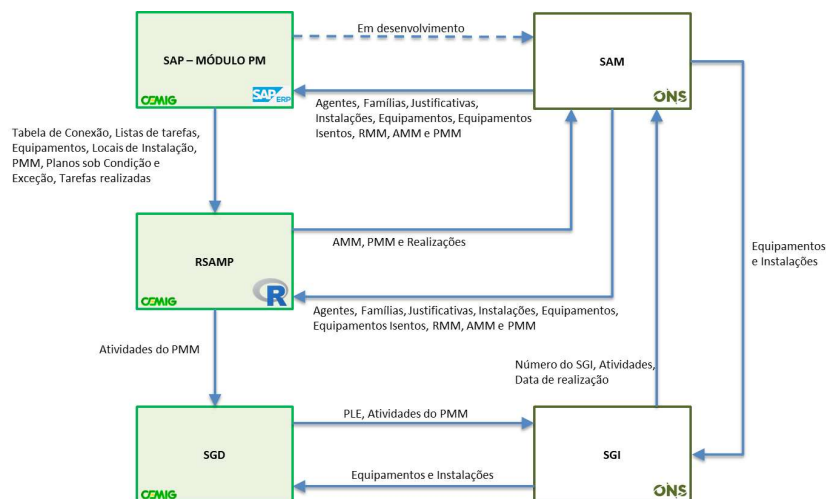 Em desenvolvimento
SAP – MÓDULO PM
SAM
CEMIG
SAP ERP
ONS
Agentes, Famílias, Justificativas,
Instalações, Equipamentos, Equipamentos
Isentos, RMM, AMM e PMM
Tabela de Conexão, Listas de tarefas,
Equipamentos, Locais de Instalação,
PMM, Planos sob Condição e
Exceção, Tarefas realizadas
AMM, PMM e Realizações
Equipamentos
e Instalações
RSAMP
CEMIG
R
Agentes, Famílias, Justificativas, Instalações, Equipamentos,
Equipamentos Isentos, RMM, AMM e PMM
Atividades do PMM
Número do SGI, Atividades,
Data de realização
PLE, Atividades do PMM
SGD
SGI
Equipamentos e Instalações
CEMIG
ONS